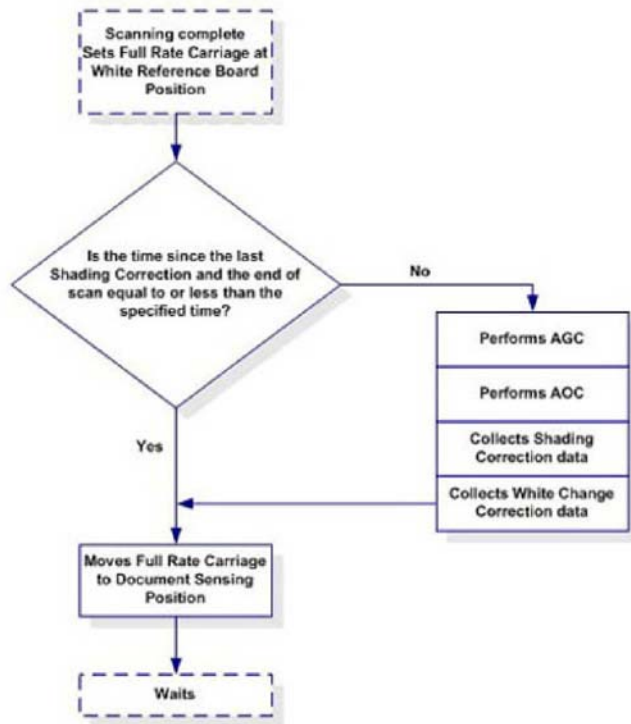 Scanning complete
Sets Full Rate Carriage at
White Reference Board
Position
Is the time since the last
Shading Correction and the end of
scan equal to or less than the
specified time?
No
Performs AGC
Performs AOC
Collects Shading
Correction data
Collects White Change
Correction data
Yes
Moves Full Rate Carriage
to Document Sensing
Position
Waits